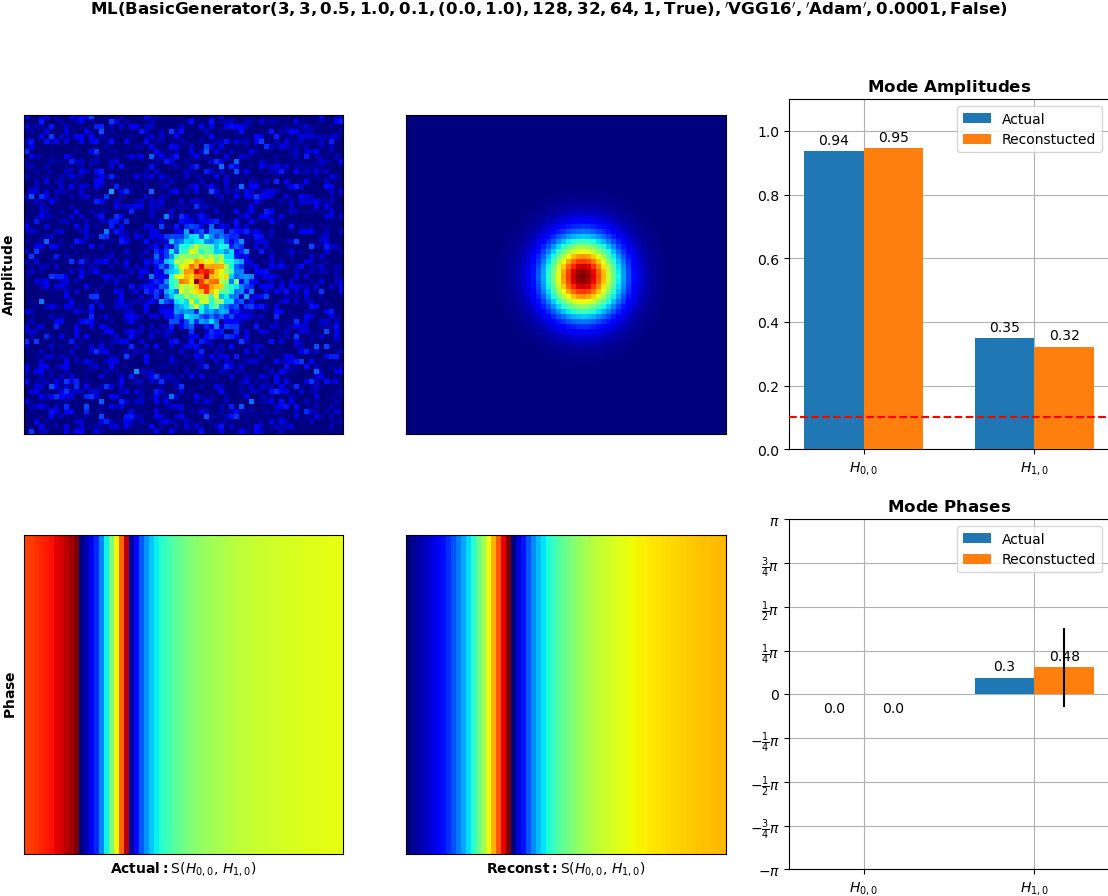 ML(BasicGenerator(3, 3, 0.5, 1.0, 0.1, (0.0, 1.0), 128, 32, 64, 1, True), ′VGG16′, ′Adam′, 0.0001, False)
Amplitude
Mode Amplitudes
Actual
Reconstucted
1.0
0.8
0.6
0.4
0.2
0.0
0.94
0.95
0.35
0.32
H0,0
H1,0
Phase
Actual: S(H0,0, H1,0)
Reconst: S(H0,0, H1,0)
Mode Phases
Actual
Reconstucted
π
3/4π
1/2π
1/4π
0
−1/4π
−1/2π
−3/4π
−π
0.0
0.0
0.3
0.48
H0,0
H1,0